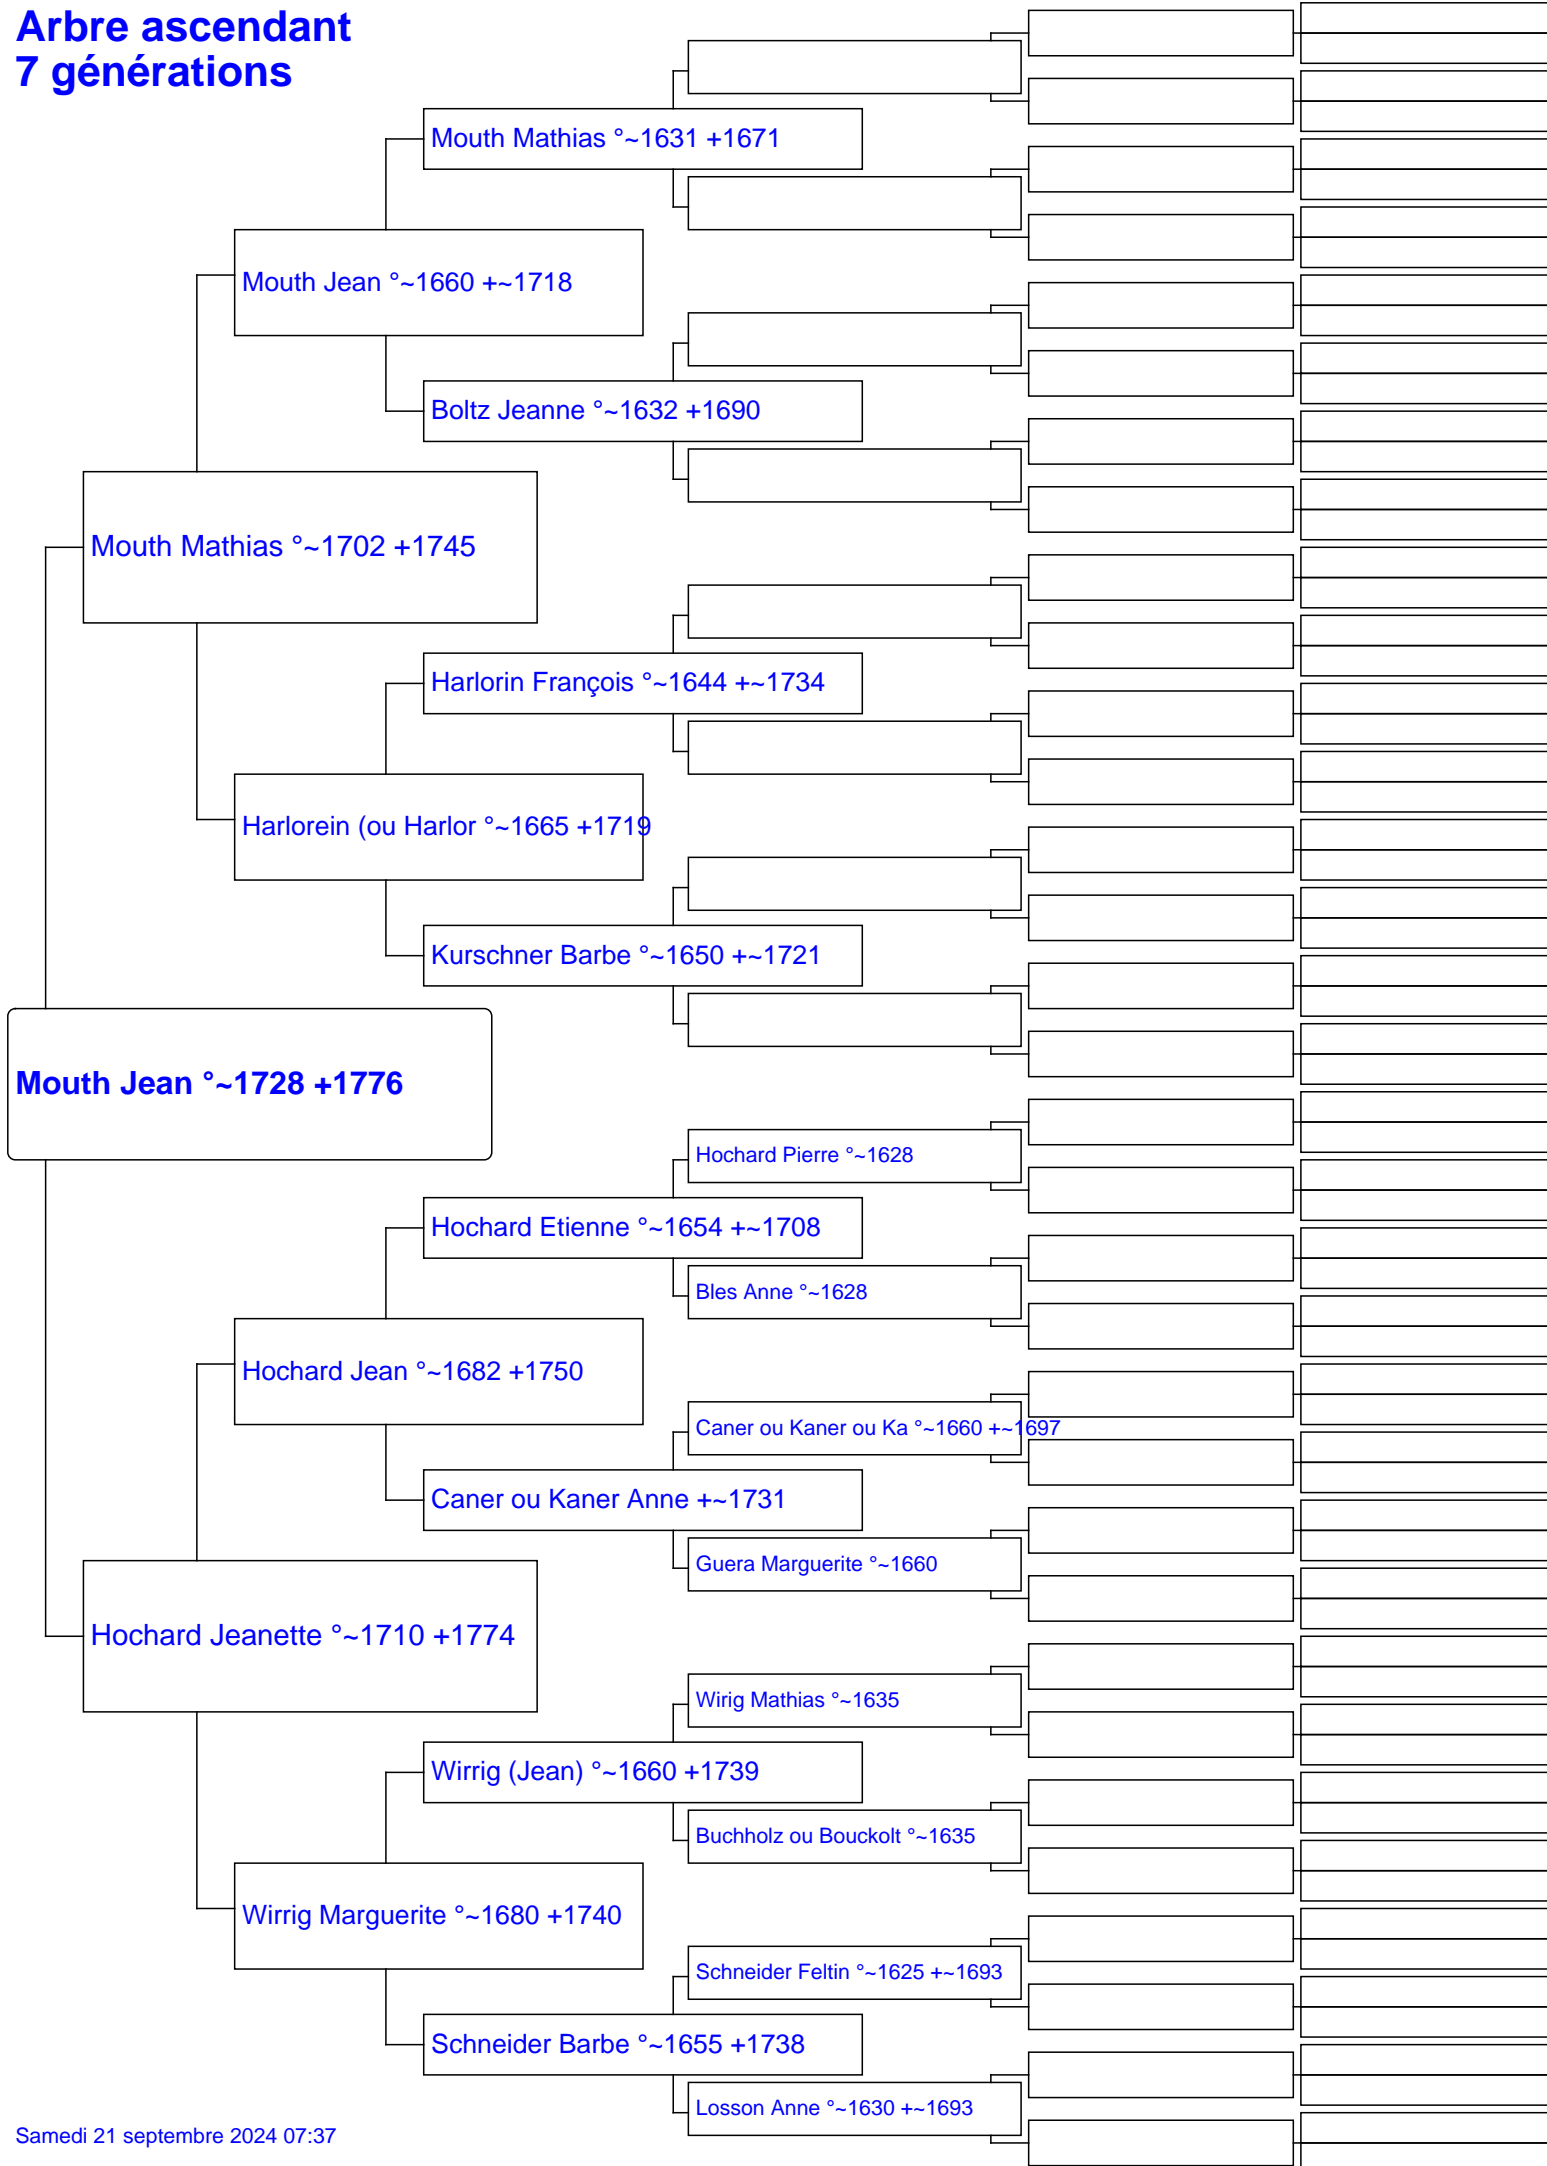 Arbre ascendant
7 générations
Mouth Mathias °~1631 +1671
Mouth Jean °~1660 +~1718
Boltz Jeanne °~1632 +1690
Mouth Mathias °~1702 +1745
Harlorin François °~1644 +~1734
Harlorein (ou Harlor °~1665 +1719
Kurschner Barbe °~1650 +~1721
Mouth Jean °~1728 +1776
Hochard Pierre °~1628
Hochard Etienne °~1654 +~1708
Bles Anne °~1628
Hochard Jean °~1682 +1750
Caner ou Kaner ou Ka °~1660 +~1697
Caner ou Kaner Anne +~1731
Guera Marguerite °~1660
Hochard Jeanette °~1710 +1774
Wirig Mathias °~1635
Wirrig (Jean) °~1660 +1739
Buchholz ou Bouckolt °~1635
Wirrig Marguerite °~1680 +1740
Schneider Feltin °~1625 +~1693
Schneider Barbe °~1655 +1738
Losson Anne °~1630 +~1693
Samedi 21 septembre 2024 07:37